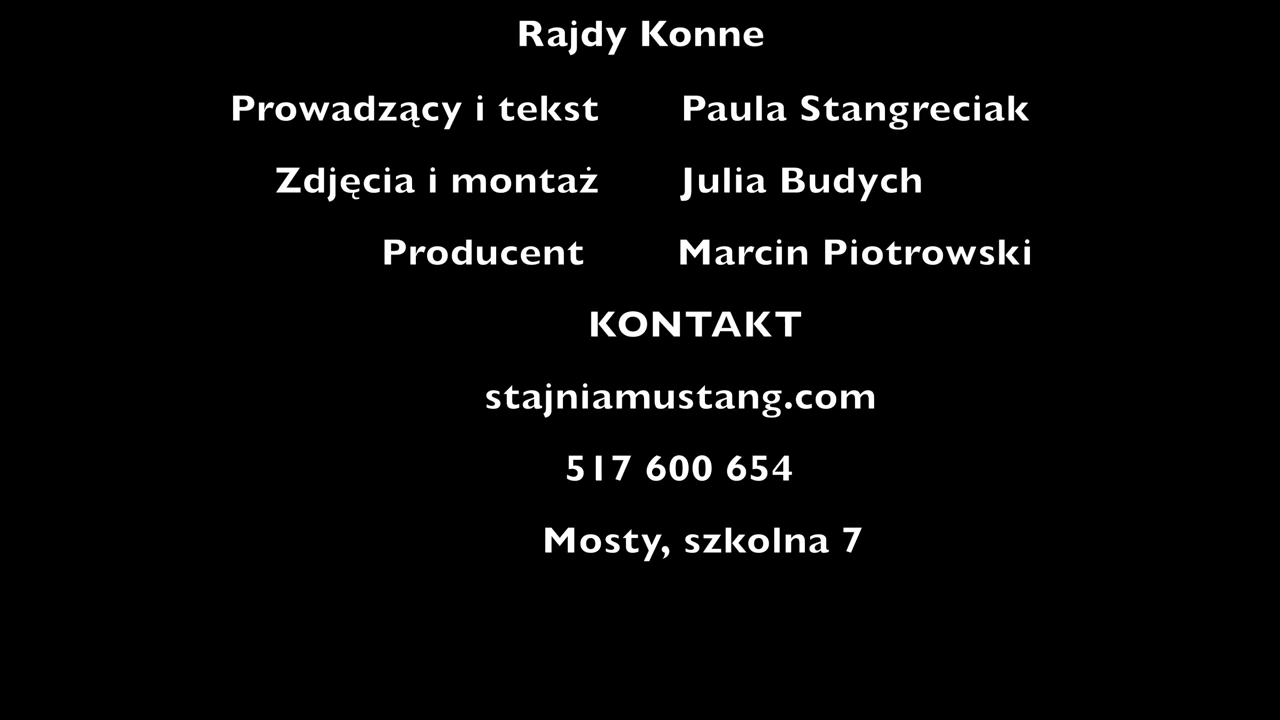 Rajdy Konne
Prowadzący i tekst Paula Stangreciak
Zdjęcia i montaż Julia Budych
Producent Marcin Piotrowski
KONTAKT
stajniamustang.com
517 600 654
Mosty, szkolna 7